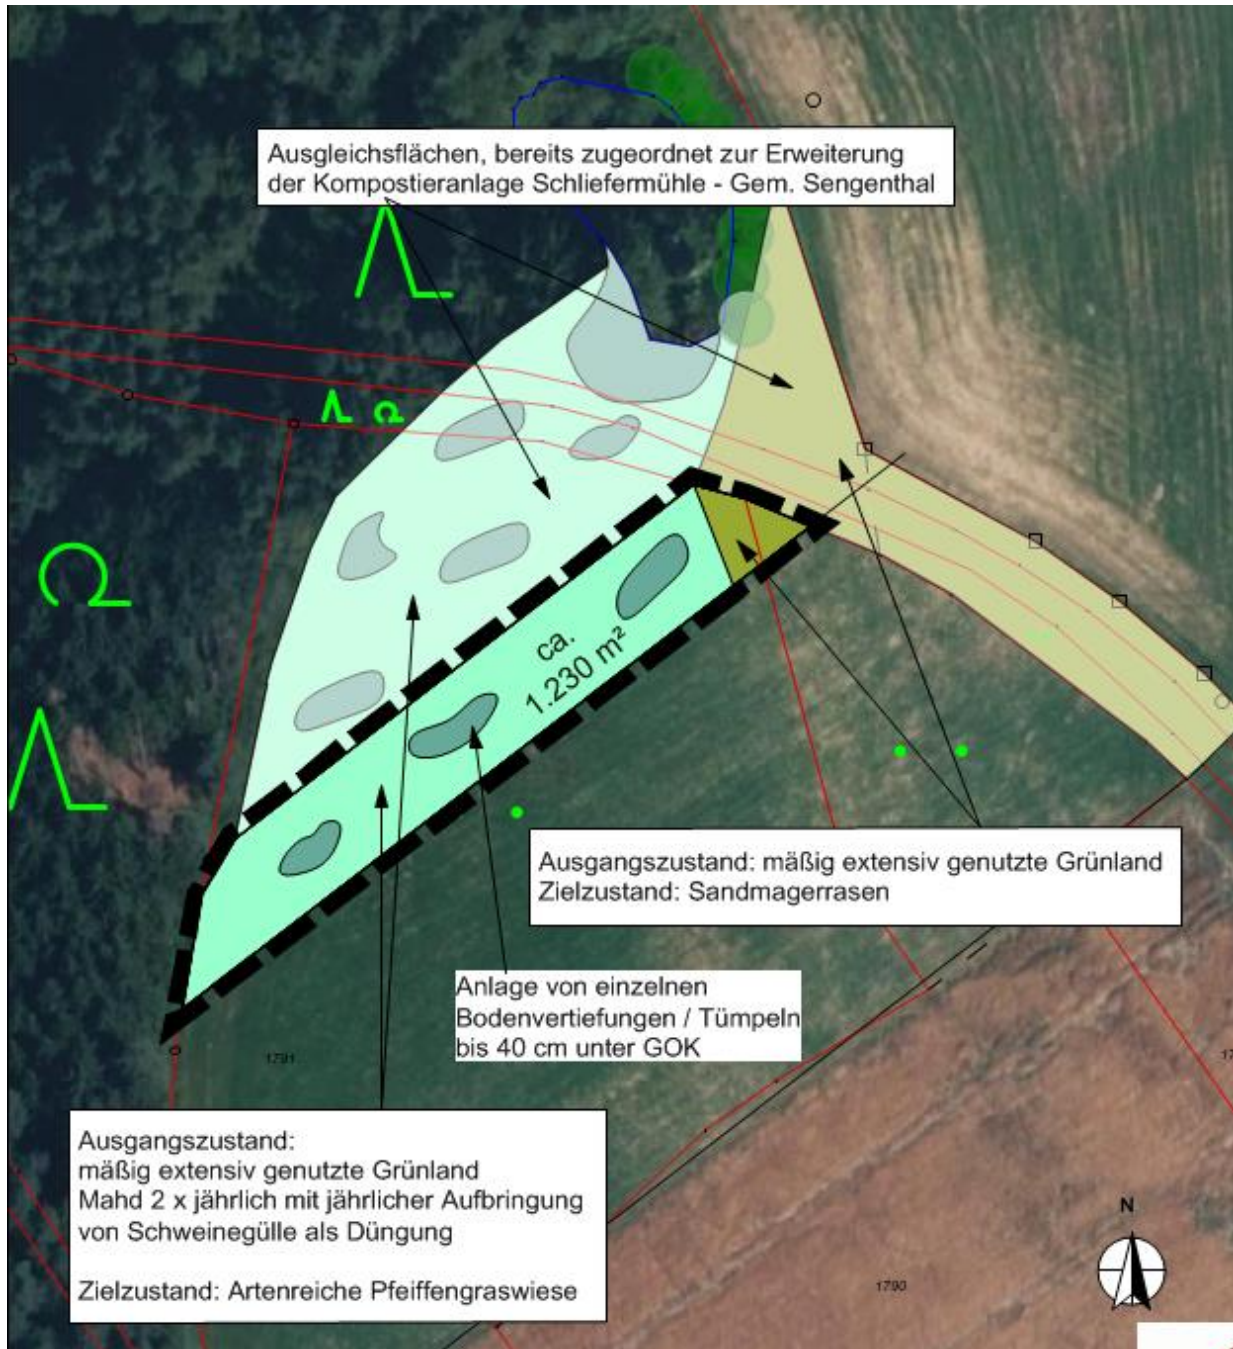 Ausgleichsflächen, bereits zugeordnet zur Erweiterung
der Kompostieranlage Schliefermühle - Gem. Sengenthal
ca.
1.230 m²
Ausgangszustand: mäßig extensiv genutzte Grünland
Zielzustand: Sandmagerrasen
Anlage von einzelnen
Bodenvertiefungen / Tümpeln
bis 40 cm unter GOK
1791
Ausgangszustand:
mäßig extensiv genutzte Grünland
Mahd 2 x jährlich mit jährlicher Aufbringung
von Schweinegülle als Düngung
Zielzustand: Artenreiche Pfeiffengraswiese
N
1790